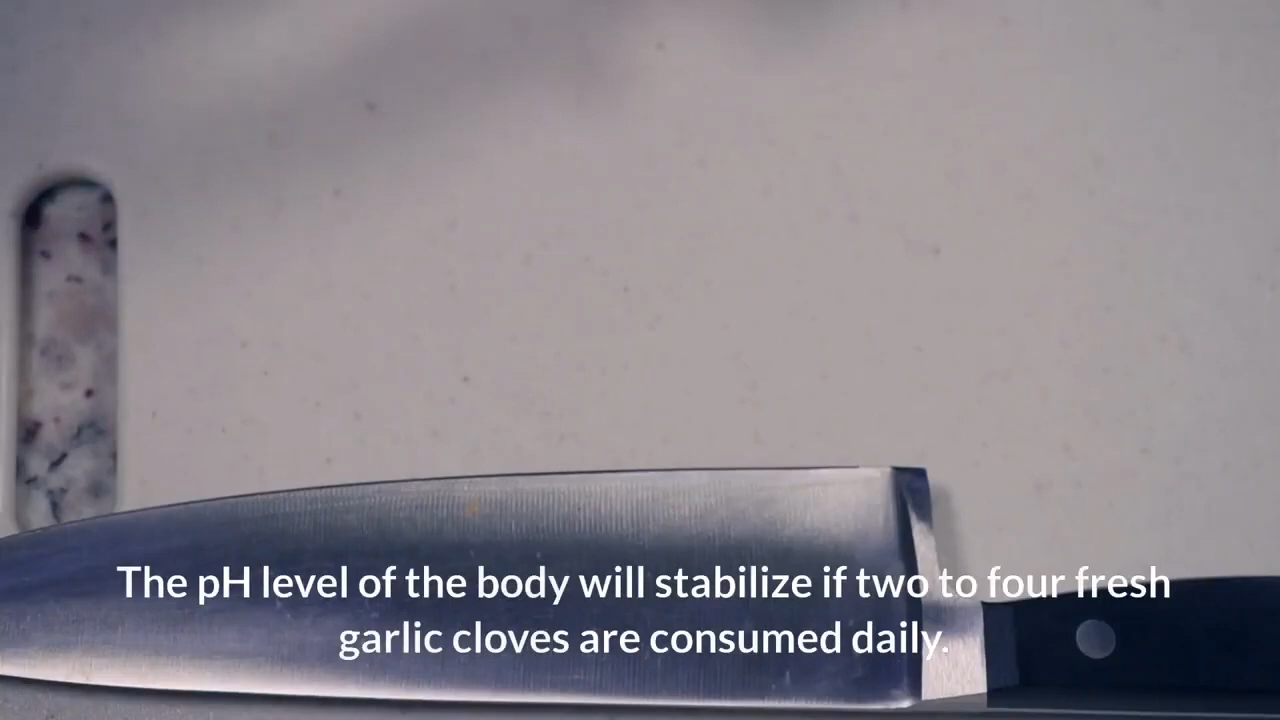 The pH level of the body will stabilize if two to four fresh
garlic cloves are consumed daily.